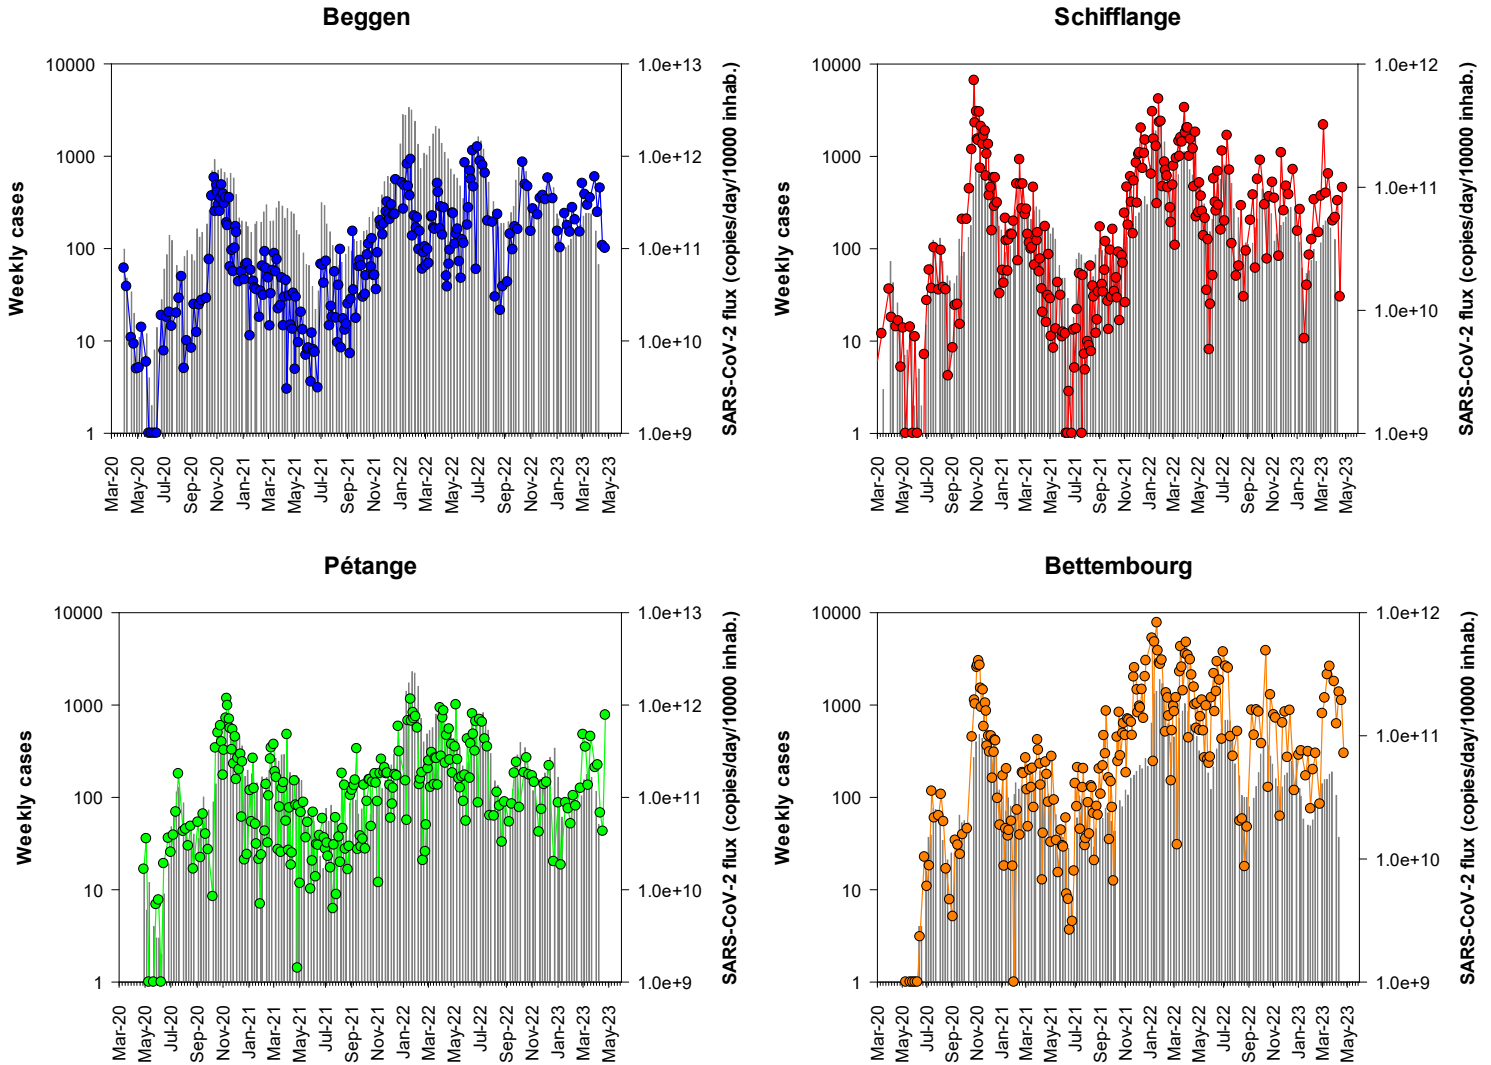 Beggen
Weekly cases
10000
1000
100
10
1
1.0e+13
1.0e+12
1.0e+11
1.0e+10
1.0e+9
SARS-CoV-2 flux (copies/day/10000 inhab.)
Mar-20
May-20
Jul-20
Sep-20
Nov-20
Jan-21
Mar-21
May-21
Jul-21
Sep-21
Nov-21
Jan-22
Mar-22
May-22
Jul-22
Sep-22
Nov-22
Jan-23
Mar-23
May-23
Schifflange
Weekly cases
10000
1000
100
10
1
1.0e+12
1.0e+11
1.0e+10
1.0e+9
SARS-CoV-2 flux (copies/day/10000 inhab.)
Mar-20
May-20
Jul-20
Sep-20
Nov-20
Jan-21
Mar-21
May-21
Jul-21
Sep-21
Nov-21
Jan-22
Mar-22
May-22
Jul-22
Sep-22
Nov-22
Jan-23
Mar-23
May-23
Pétange
Weekly cases
10000
1000
100
10
1
1.0e+13
1.0e+12
1.0e+11
1.0e+10
1.0e+9
SARS-CoV-2 flux (copies/day/10000 inhab.)
Mar-20
May-20
Jul-20
Sep-20
Nov-20
Jan-21
Mar-21
May-21
Jul-21
Sep-21
Nov-21
Jan-22
Mar-22
May-22
Jul-22
Sep-22
Nov-22
Jan-23
Mar-23
May-23
Bettembourg
Weekly cases
10000
1000
100
10
1
1.0e+12
1.0e+11
1.0e+10
1.0e+9
SARS-CoV-2 flux (copies/day/10000 inhab.)
Mar-20
May-20
Jul-20
Sep-20
Nov-20
Jan-21
Mar-21
May-21
Jul-21
Sep-21
Nov-21
Jan-22
Mar-22
May-22
Jul-22
Sep-22
Nov-22
Jan-23
Mar-23
May-23